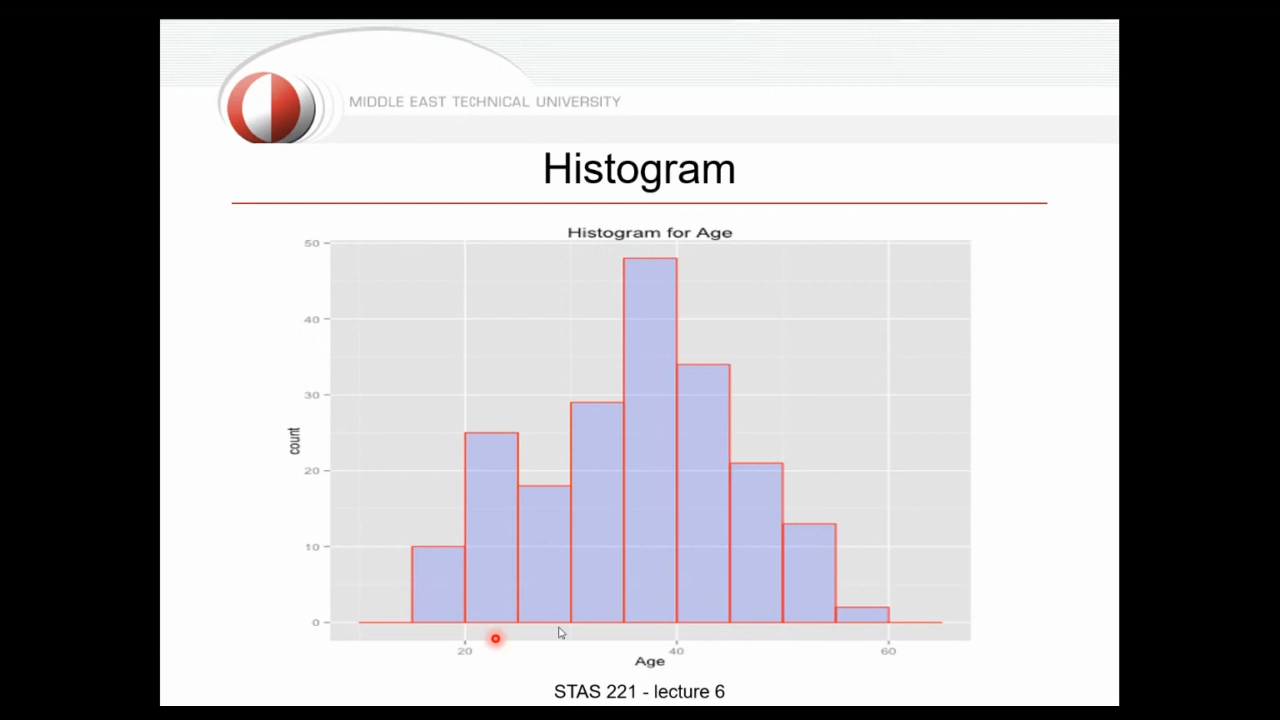 MIDDLE EAST TECHNICAL UNIVERSITY
Histogram
Histogram for Age
50
40
30
20
10
0
count
20 40 60
Age
STAS 221 - lecture 6